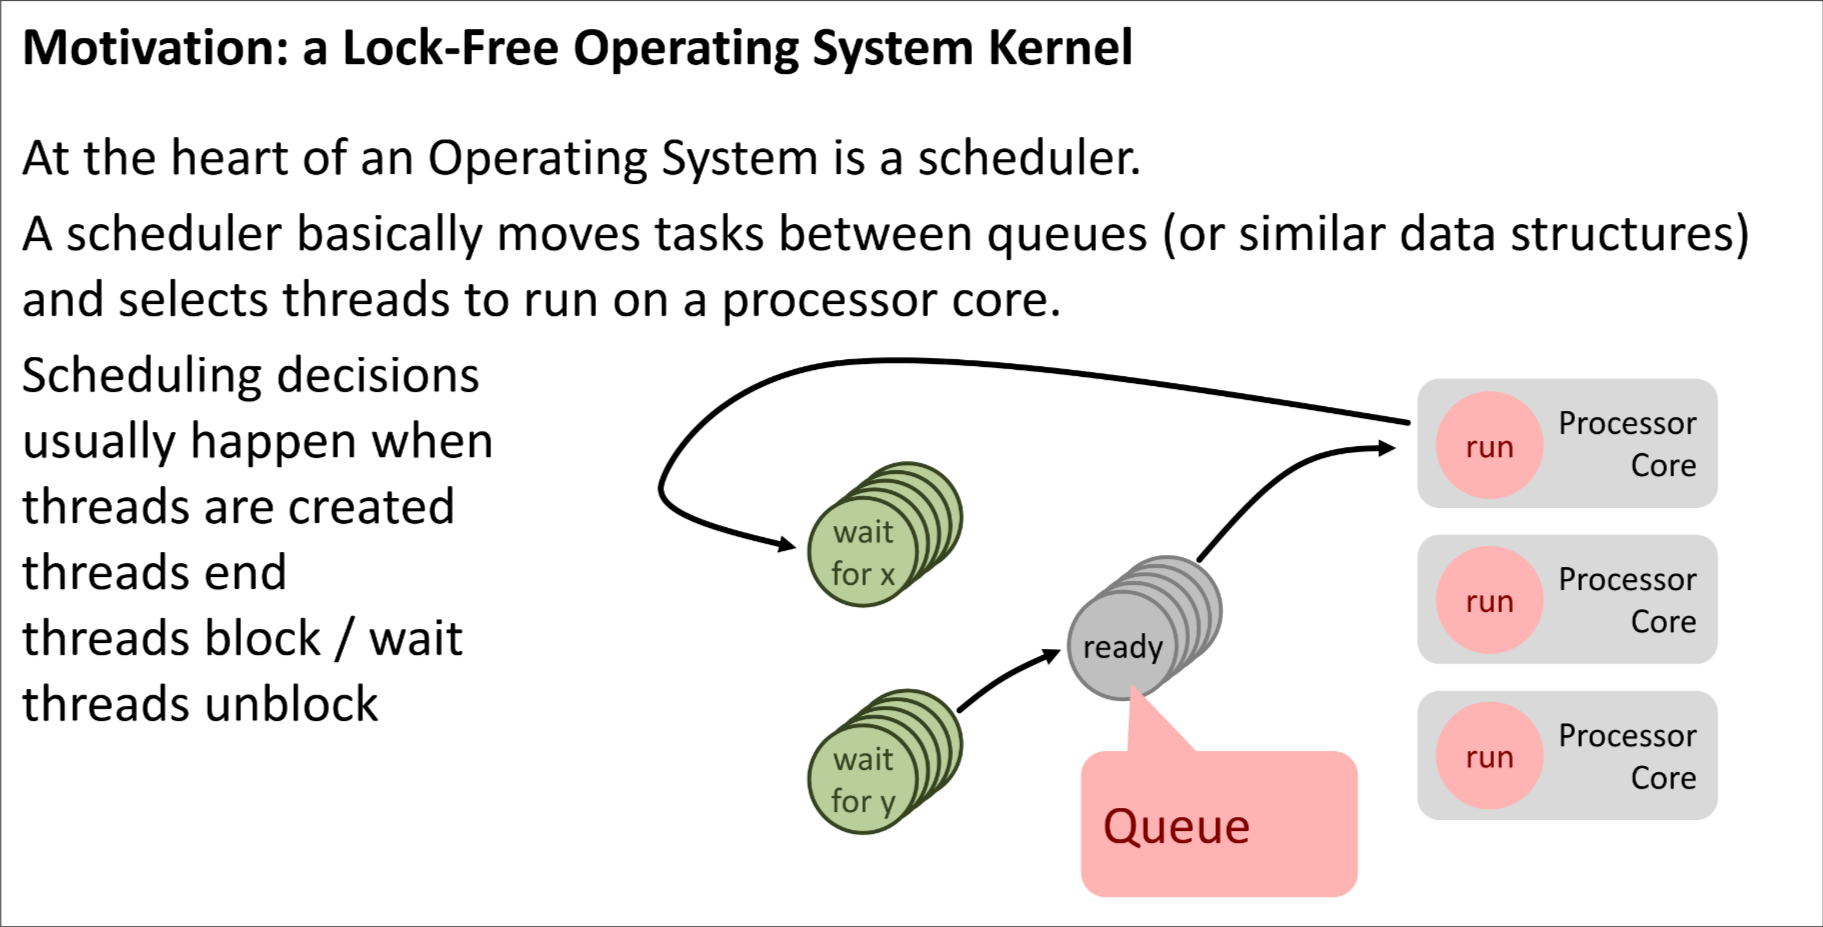 Motivation: a Lock-Free Operating System Kernel
At the heart of an Operating System is a scheduler.
A scheduler basically moves tasks between queues (or similar data structures)
and selects threads to run on a processor core.
Scheduling decisions
usually happen when
threads are created
threads end
threads block / wait
threads unblock
wait
for x
wait
for y
ready
Queue
run
Processor
Core
run
Processor
Core
run
Processor
Core